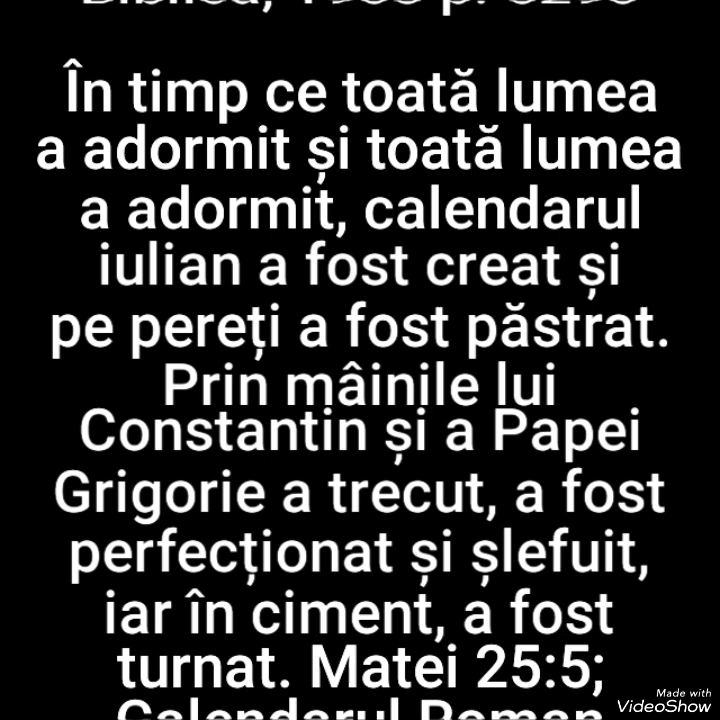 În timp ce toată lumea
a adormit și toată lumea
a adormit, calendarul
iulian a fost creat și
pe pereți a fost păstrat.
Prin mâinile lui
Constantin și a Papei
Grigorie a trecut, a fost
perfecționat și șlefuit,
iar în ciment, a fost
turnat. Matei 25:5;
Calendarul Roman
Made with
VideoShow